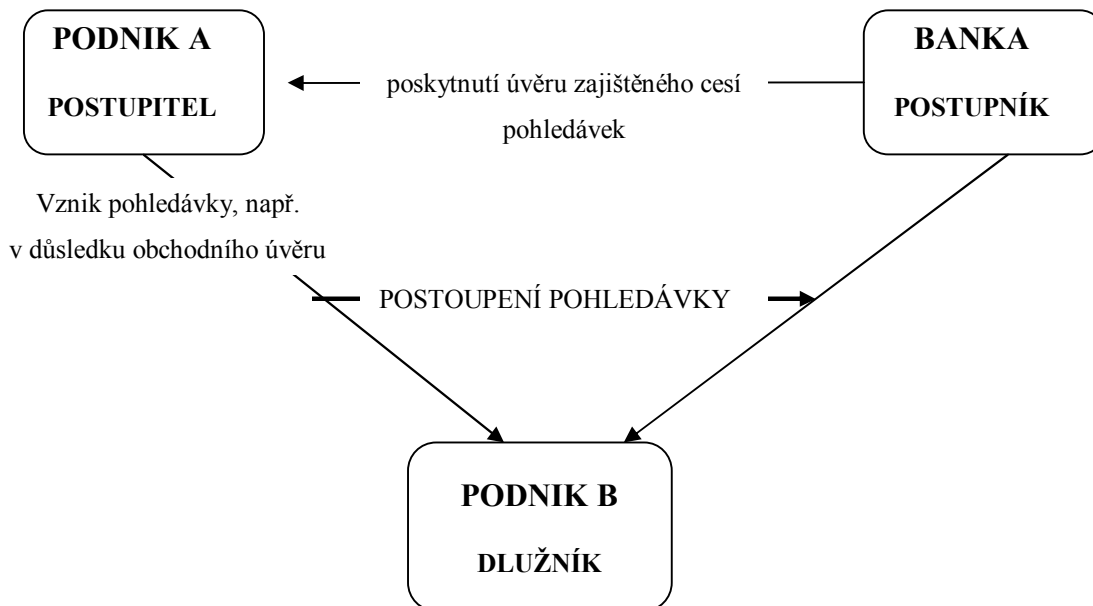 PODNIK A
POSTUPITEL
BANKA
POSTUPNÍK
poskytnutí úvěru zajištěného cesí
pohledávek
Vznik pohledávky, např.
v důsledku obchodního úvěru
POSTOUPENÍ POHLEDÁVKY
PODNIK B
DLUŽNÍK